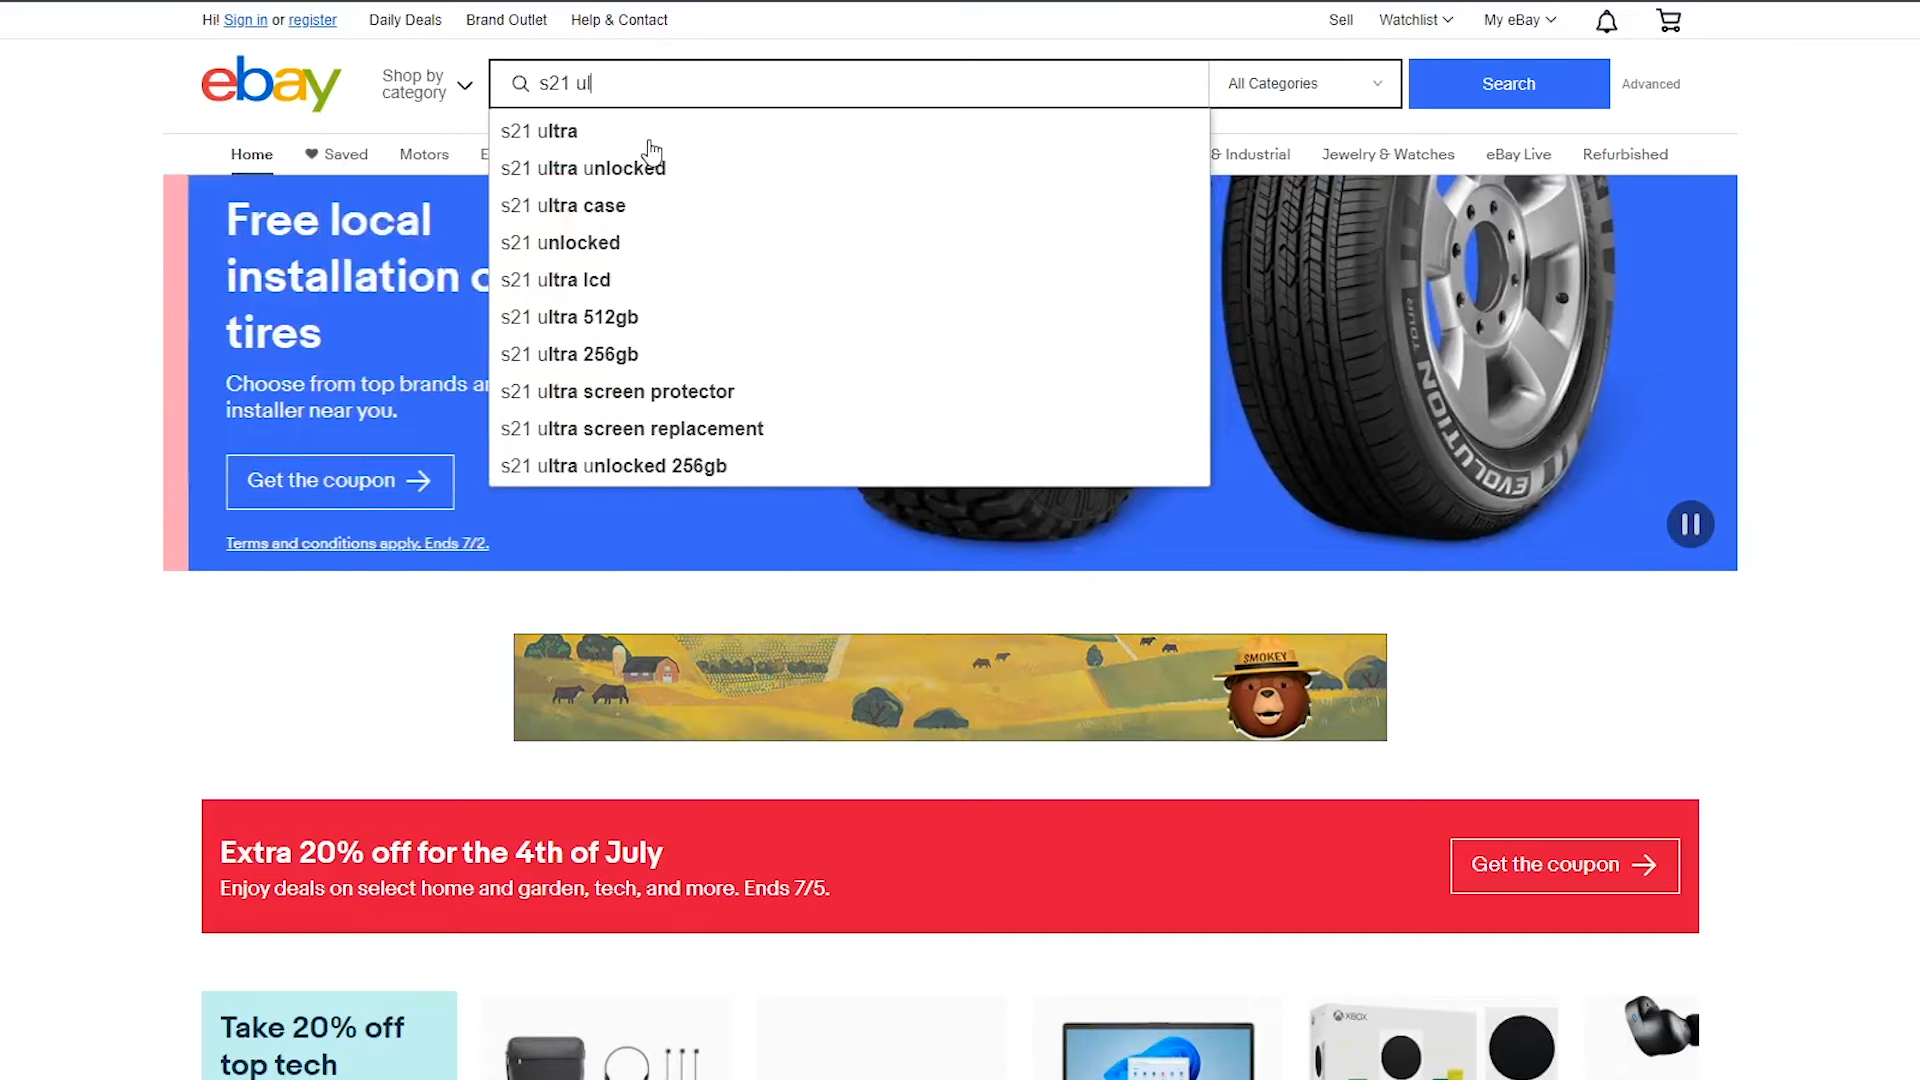 Hi! Sign in or register Daily Deals Brand Outlet Help & Contact Sell Watchlist My eBay
ebay
Shop by
category
s21 ul
All Categories
Search
Advanced
Home Saved Motors E & Industrial Jewelry & Watches eBay Live Refurbished
s21 ultra
s21 ultra unlocked
s21 ultra case
s21 unlocked
s21 ultra lcd
s21 ultra 512gb
s21 ultra 256gb
s21 ultra screen protector
s21 ultra screen replacement
s21 ultra unlocked 256gb
Free local
installation o
tires
Choose from top brands a
installer near you.
Get the coupon
Terms and conditions apply. Ends 7/2.
EVOLUTION TOUR
SMOKEY
Extra 20% off for the 4th of July
Enjoy deals on select home and garden, tech, and more. Ends 7/5.
Get the coupon
Take 20% off
top tech
XBOX